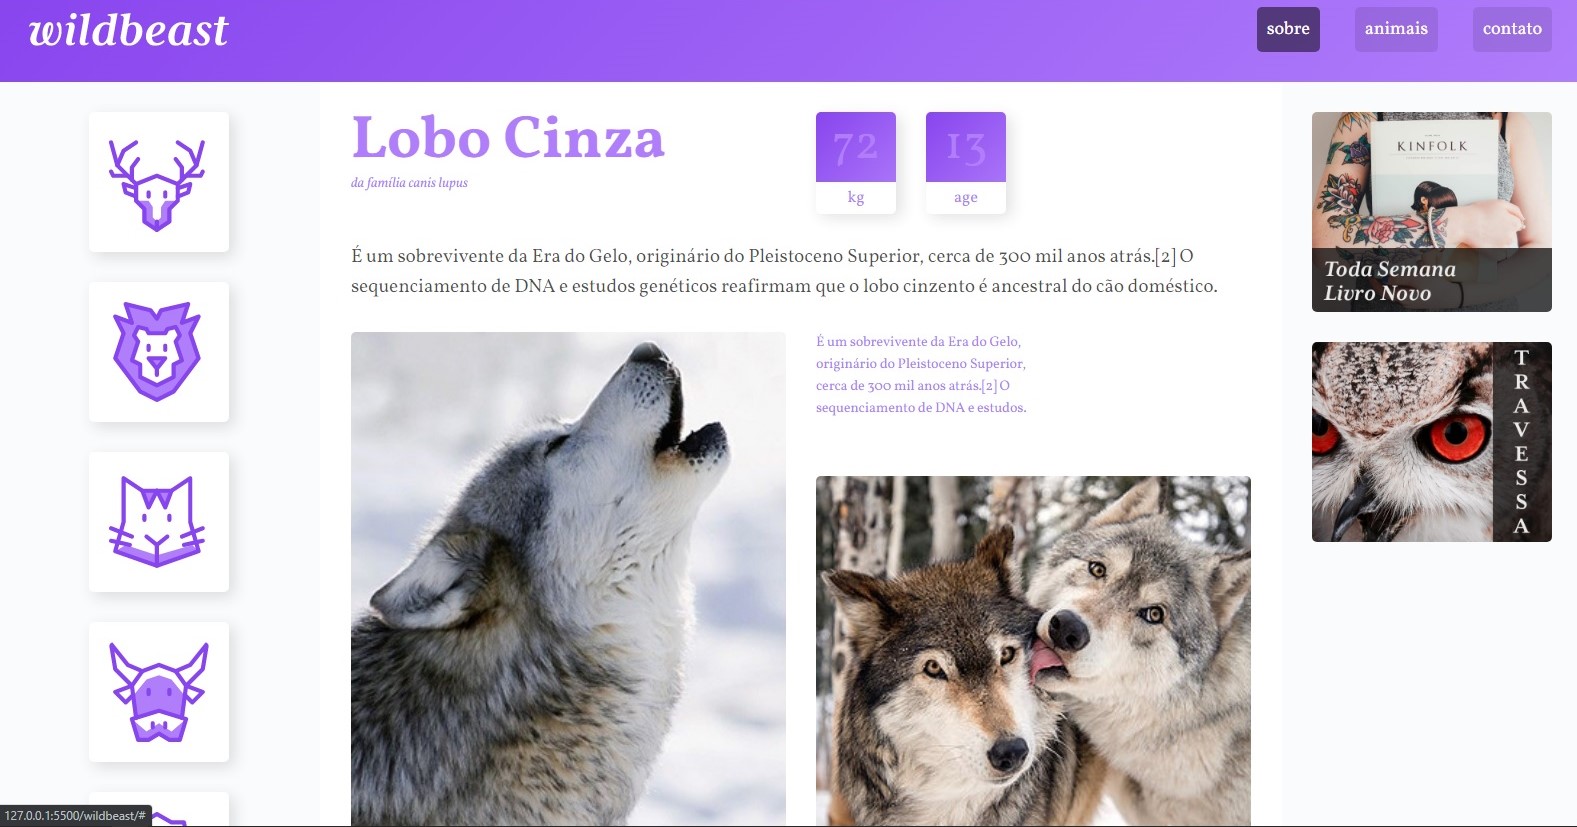 wildbeast
sobre
animais
contato
Lobo Cinza
da família canis lupus
72
kg
13
age
É um sobrevivente da Era do Gelo, originário do Pleistoceno Superior, cerca de 300 mil anos atrás.[2] O
sequenciamento de DNA e estudos genéticos reafirmam que o lobo cinzento é ancestral do cão doméstico.
É um sobrevivente da Era do Gelo,
originário do Pleistoceno Superior,
cerca de 300 mil anos atrás.[2] O
sequenciamento de DNA e estudos.
KINFOLK
Toda Semana
Livro Novo
TRAVESSA
127.0.0.1:5500/wildbeast/#